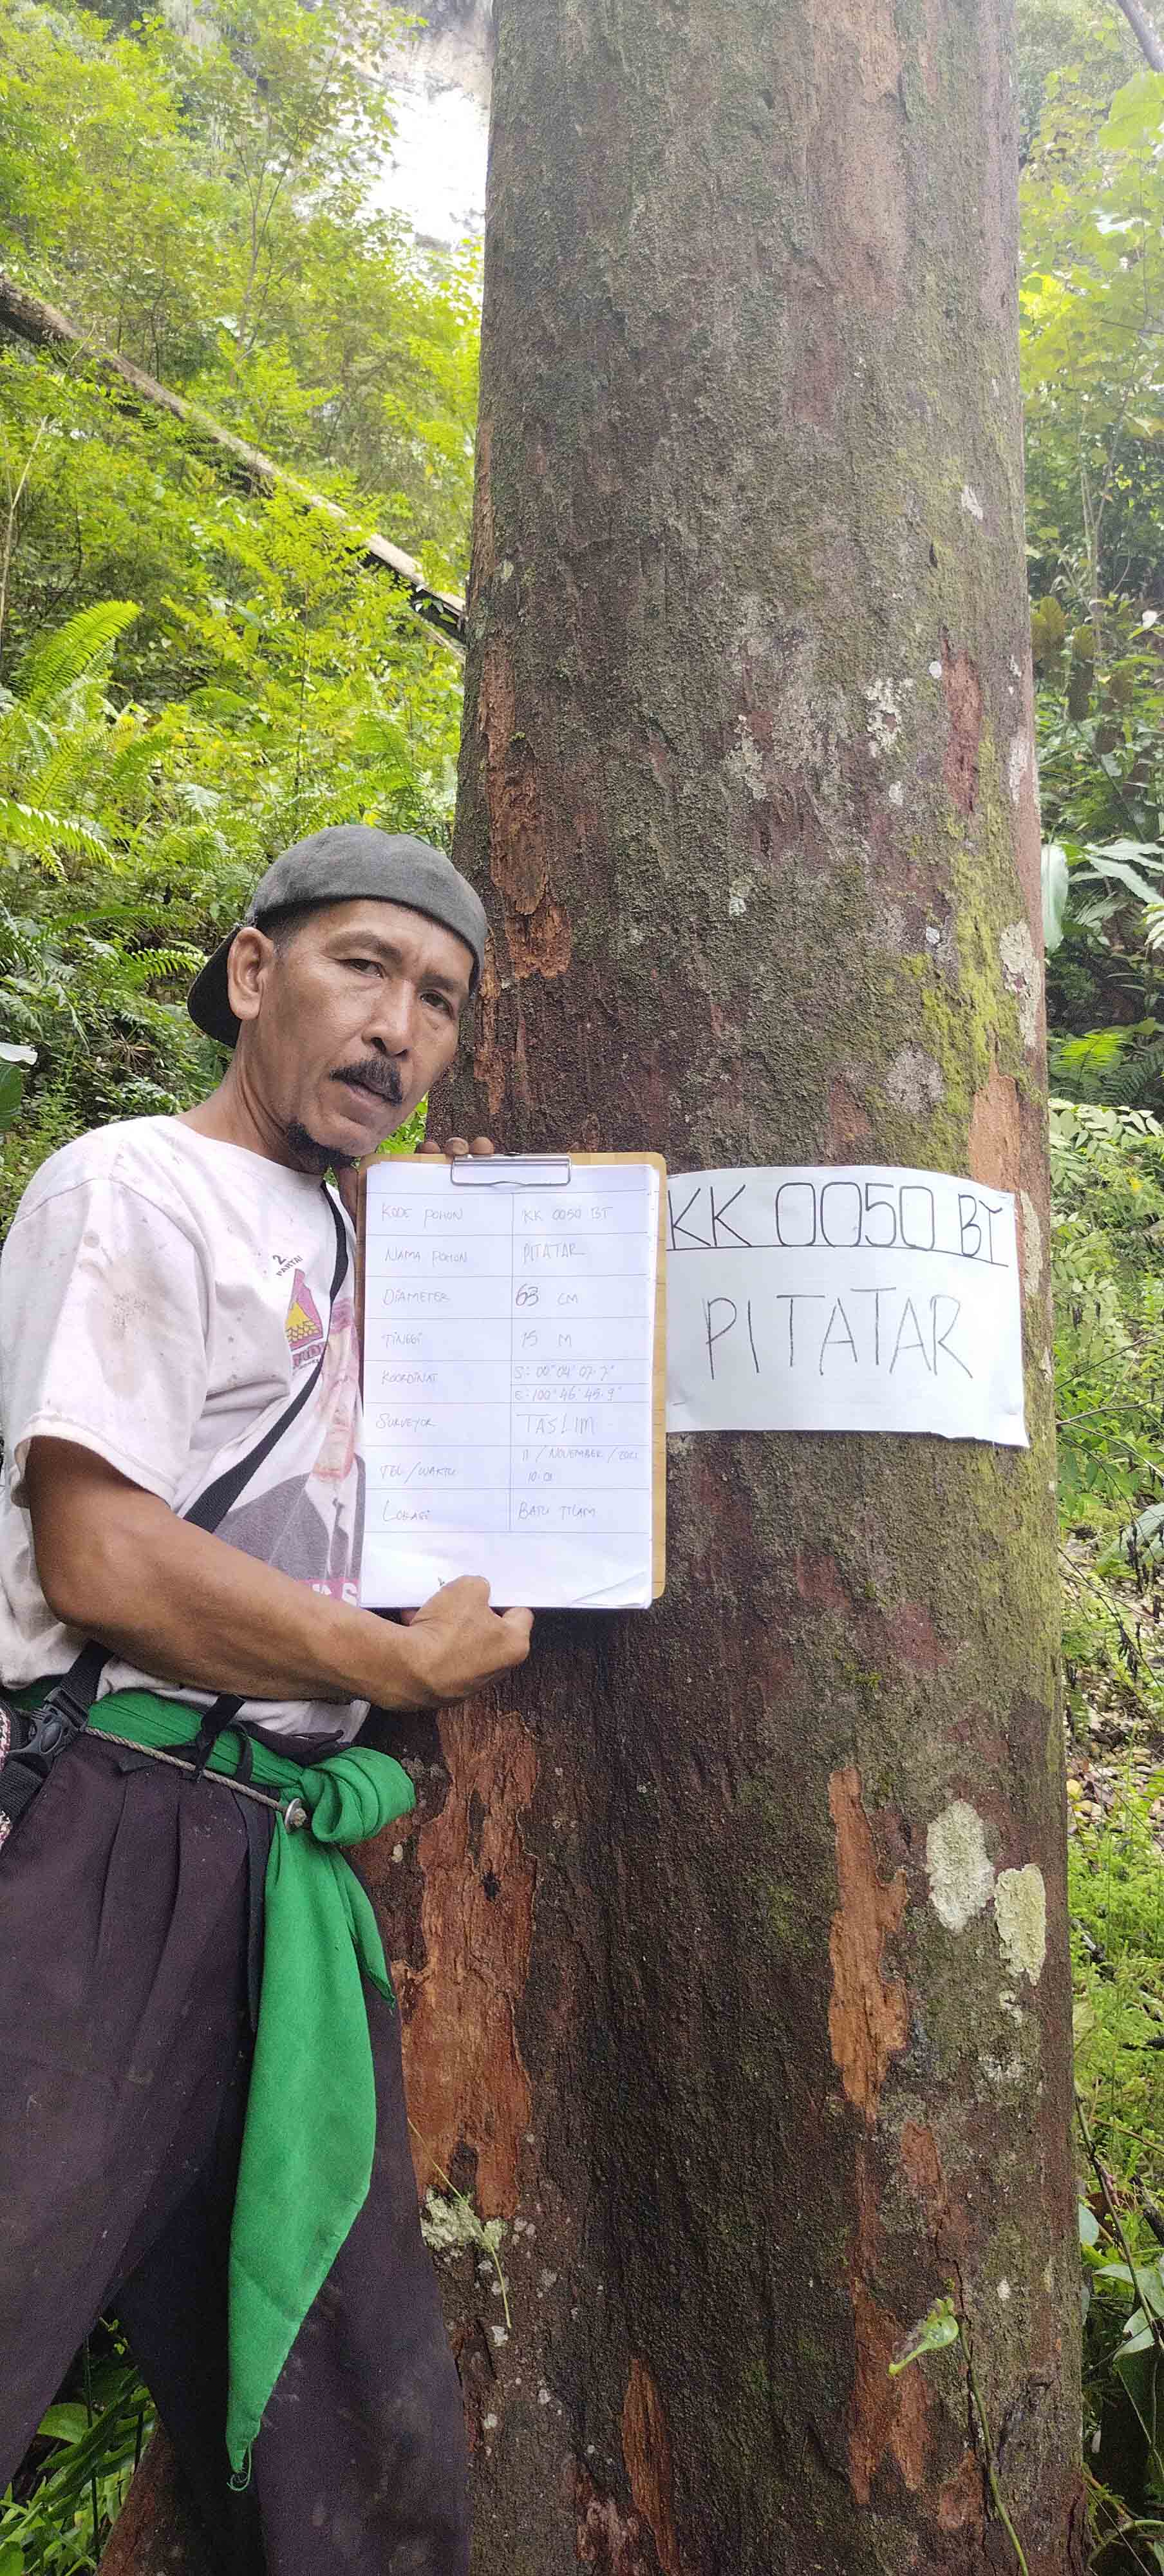 KODE POHON KK 0050 BT
NAMA POHON PITATAR
DIAMETER 63 CM
TINGGI 15 M
KOORDINAT S: 00° 04' 07.7"
E: 100° 46' 45.9"
SURVEYOR TASLIM
TGL/WAKTU 11 / NOVEMBER / 2021
10.01
LOKASI BATU TILAM
KK 0050 BT
PITATAR
2
PARTAI